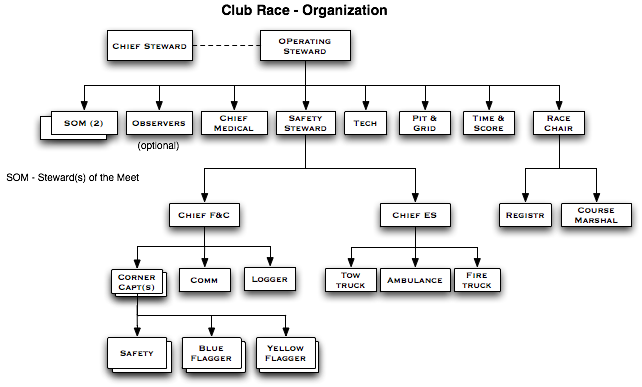 Club Race - Organization
Chief Steward
OPerating
Steward
SOM (2)
Observers
(optional)
Chief
Medical
Safety
Steward
Tech
Pit &
Grid
Time &
Score
Race
Chair
SOM - Steward(s) of the Meet
Chief F&C
Chief ES
Registr
Course
Marshal
Corner
Capt(s)
Comm
Logger
Tow
truck
Ambulance
Fire
truck
Safety
Blue
Flagger
Yellow
Flagger